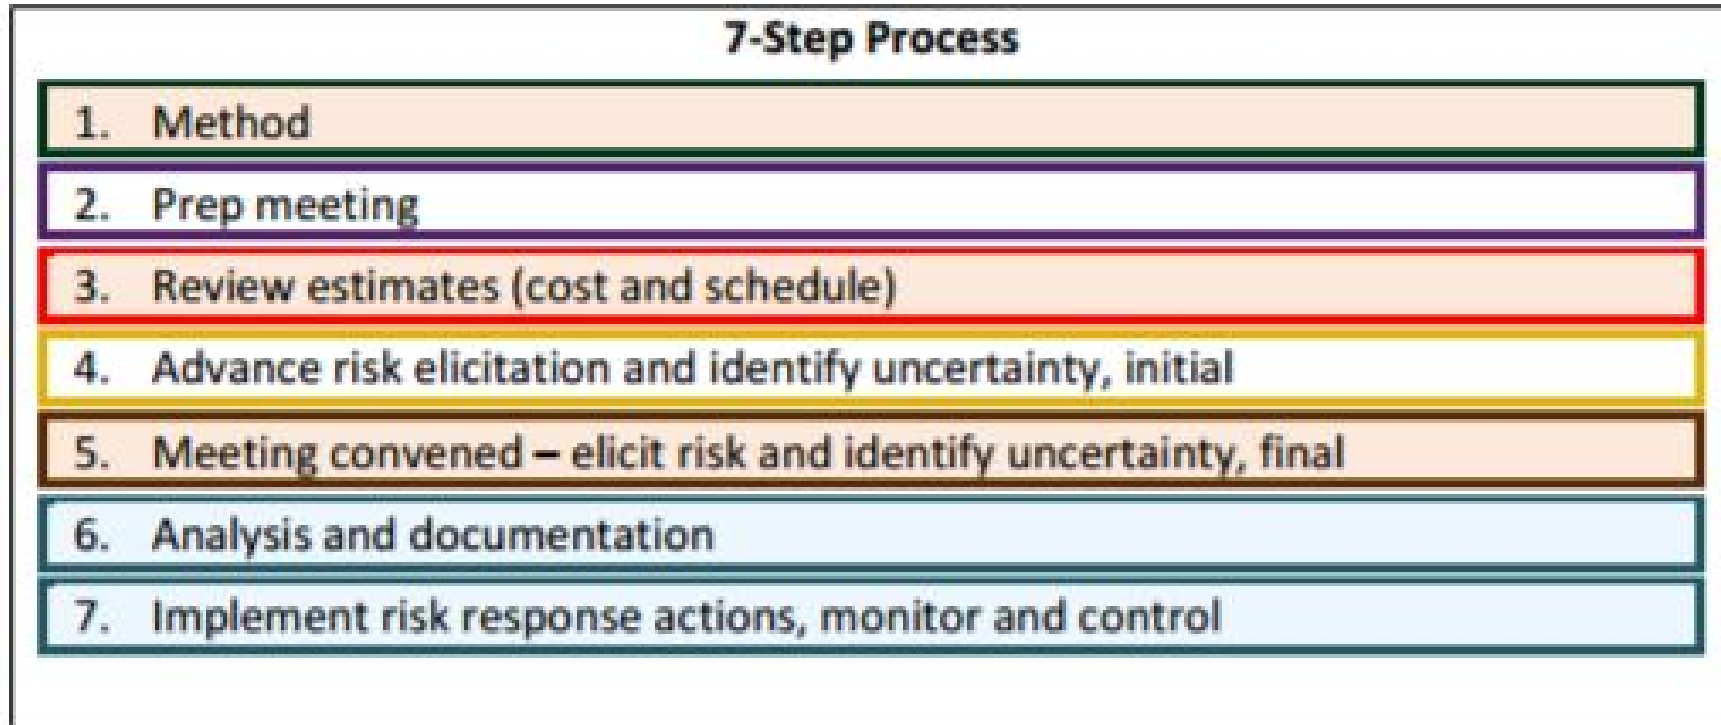 7-Step Process
1. Method
2. Prep meeting
3. Review estimates (cost and schedule)
4. Advance risk elicitation and identify uncertainty, initial
5. Meeting convened – elicit risk and identify uncertainty, final
6. Analysis and documentation
7. Implement risk response actions, monitor and control